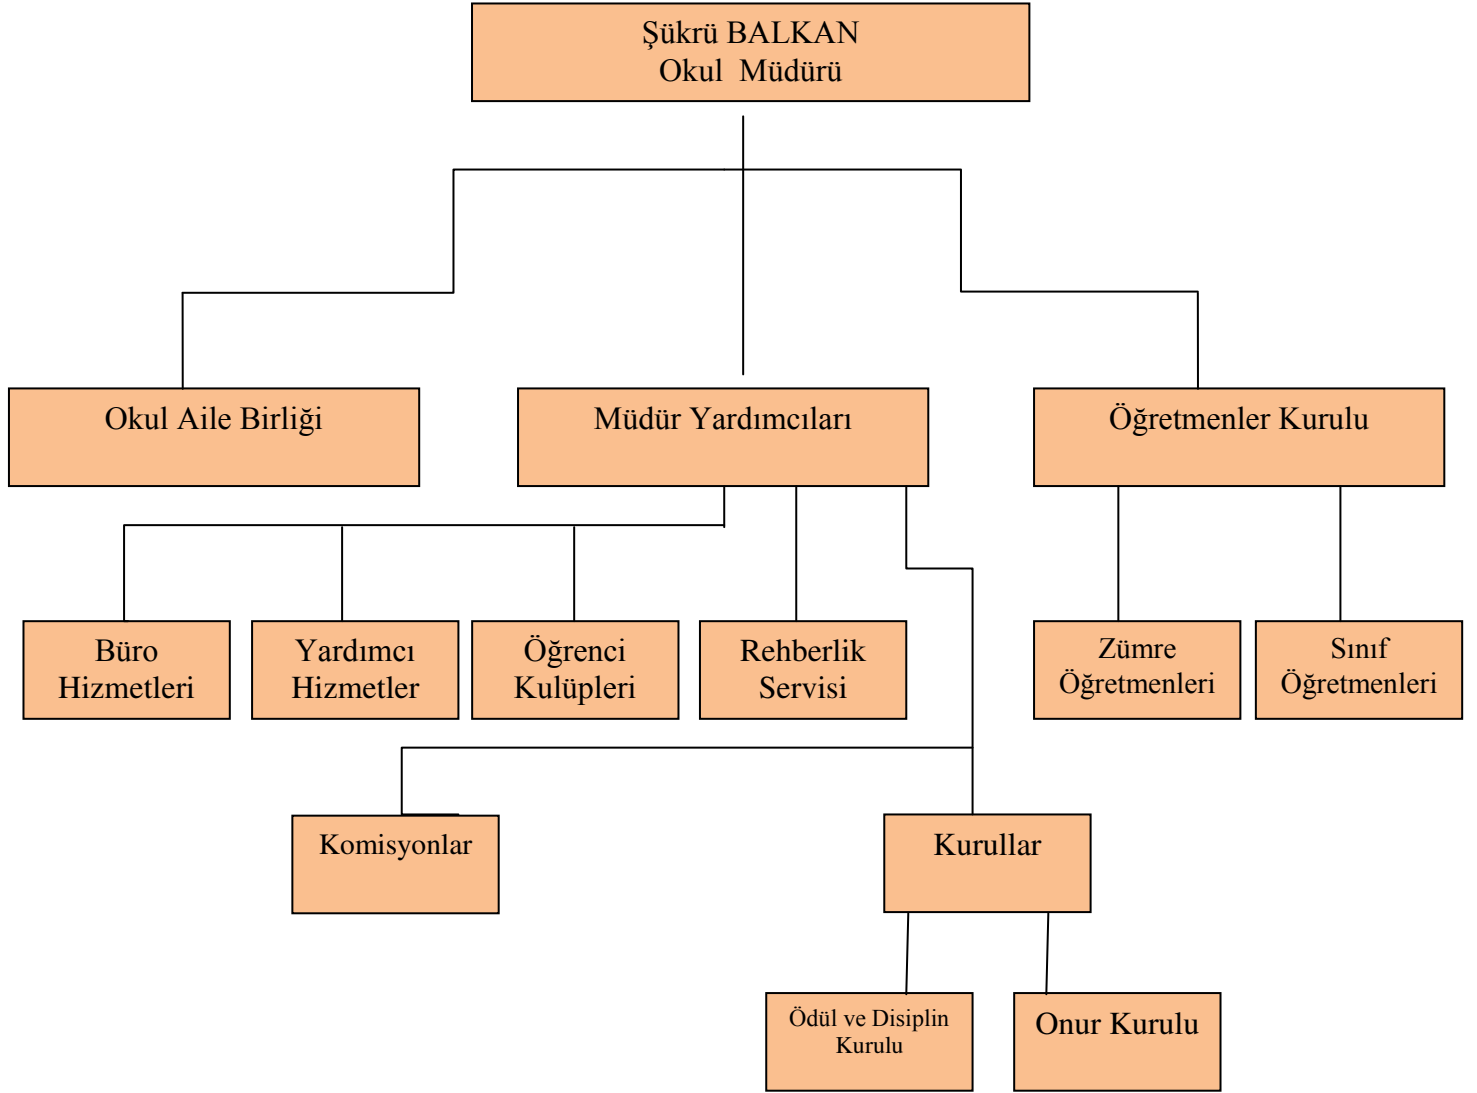 Şükrü BALKAN
Okul Müdürü
Okul Aile Birliği
Müdür Yardımcıları
Öğretmenler Kurulu
Büro
Hizmetleri
Yardımcı
Hizmetler
Öğrenci
Kulüpleri
Rehberlik
Servisi
Zümre
Öğretmenleri
Sınıf
Öğretmenleri
Komisyonlar
Kurullar
Ödül ve Disiplin
Kurulu
Onur Kurulu